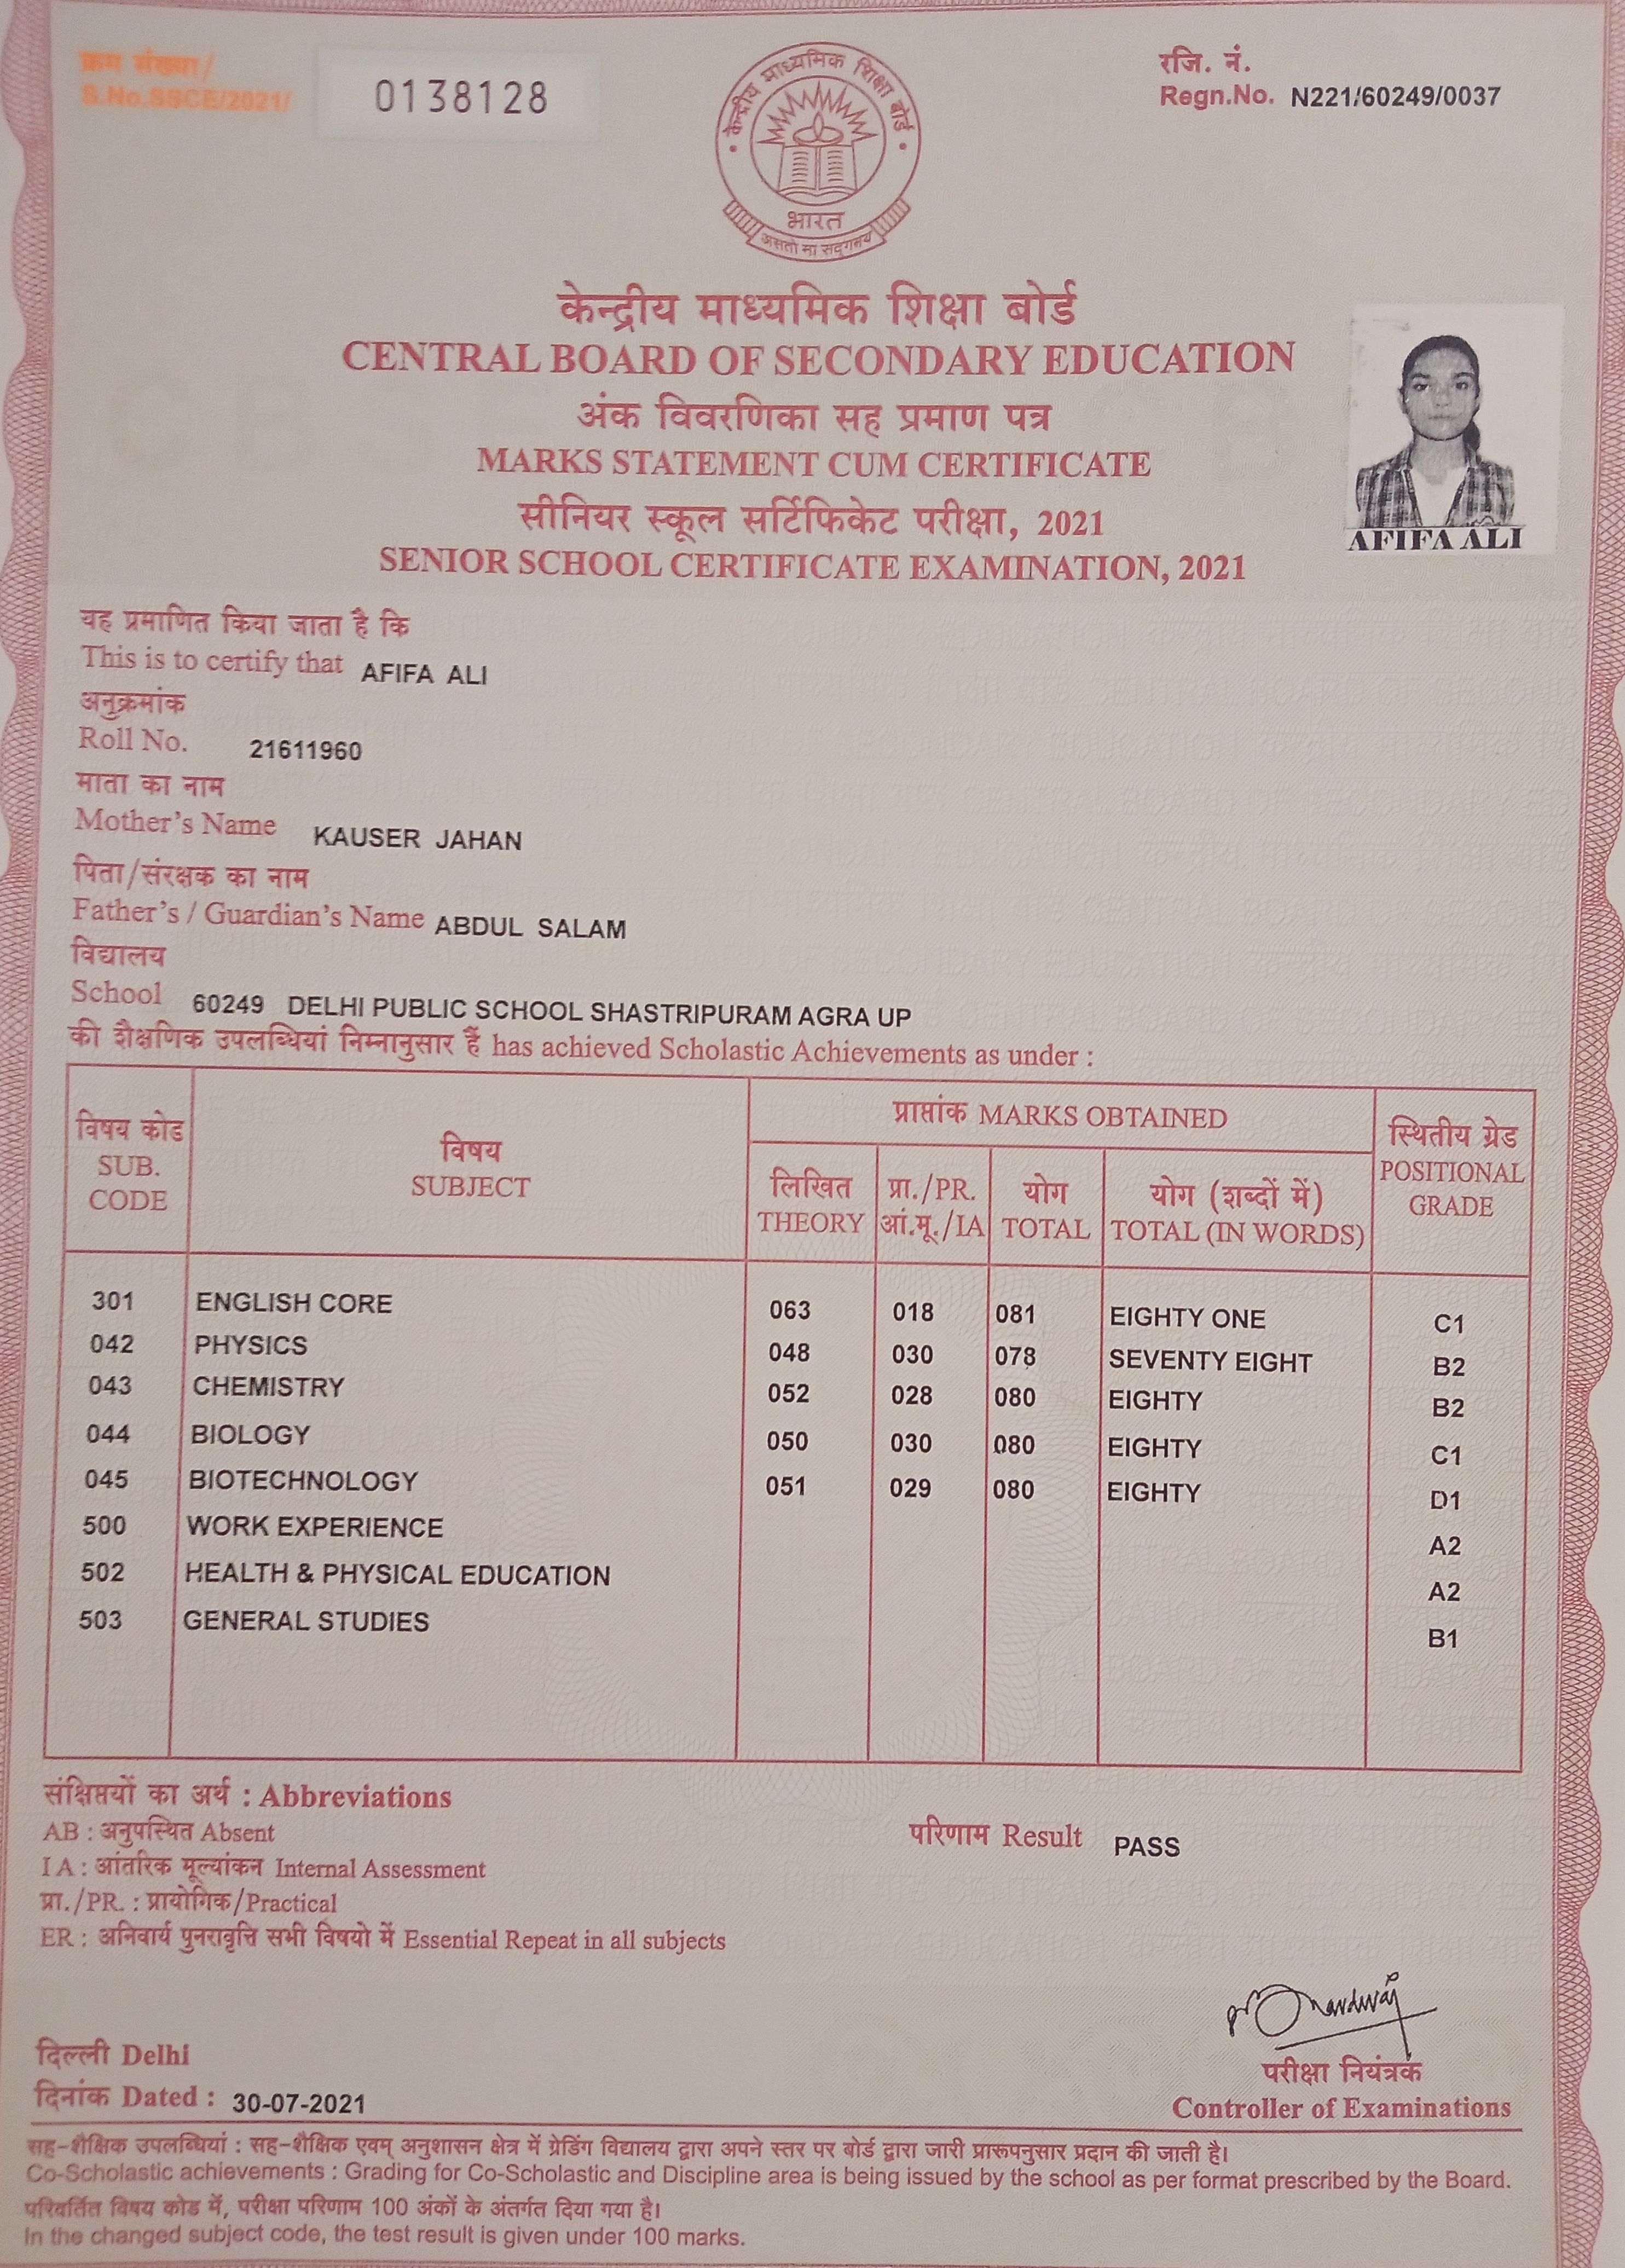 क्रम संख्या/
S.No.SSCE/2021/ 0138128
रजि. नं.
Regn.No. N221/60249/0037
केन्द्रीय माध्यमिक शिक्षा बोर्ड
भारत
असतो मा सद्गमय
केन्द्रीय माध्यमिक शिक्षा बोर्ड
CENTRAL BOARD OF SECONDARY EDUCATION
अंक विवरणिका सह प्रमाण पत्र
MARKS STATEMENT CUM CERTIFICATE
सीनियर स्कूल सर्टिफिकेट परीक्षा, 2021
SENIOR SCHOOL CERTIFICATE EXAMINATION, 2021
AFIFA ALI
यह प्रमाणित किया जाता है कि
This is to certify that AFIFA ALI
अनुक्रमांक
Roll No. 21611960
माता का नाम
Mother's Name KAUSER JAHAN
पिता/संरक्षक का नाम
Father's / Guardian's Name ABDUL SALAM
विद्यालय
School 60249 DELHI PUBLIC SCHOOL SHASTRIPURAM AGRA UP
की शैक्षणिक उपलब्धियां निम्नानुसार हैं has achieved Scholastic Achievements as under :
विषय कोड
SUB.
CODE
विषय
SUBJECT
प्राप्तांक MARKS OBTAINED
लिखित
THEORY
प्रा./PR.
आं.मू./IA
योग
TOTAL
योग (शब्दों में)
TOTAL (IN WORDS)
स्थितीय ग्रेड
POSITIONAL
GRADE
301 ENGLISH CORE 063 018 081 EIGHTY ONE C1
042 PHYSICS 048 030 078 SEVENTY EIGHT B2
043 CHEMISTRY 052 028 080 EIGHTY B2
044 BIOLOGY 050 030 080 EIGHTY C1
045 BIOTECHNOLOGY 051 029 080 EIGHTY D1
500 WORK EXPERIENCE A2
502 HEALTH & PHYSICAL EDUCATION A2
503 GENERAL STUDIES B1
संक्षिप्तियों का अर्थ : Abbreviations
AB : अनुपस्थित Absent
I A : आंतरिक मूल्यांकन Internal Assessment
प्रा./PR. : प्रायोगिक/Practical
ER : अनिवार्य पुनरावृत्ति सभी विषयो में Essential Repeat in all subjects
परिणाम Result PASS
दिल्ली Delhi
दिनांक Dated : 30-07-2021
परीक्षा नियंत्रक
Controller of Examinations
सह-शैक्षिक उपलब्धियां : सह-शैक्षिक एवम् अनुशासन क्षेत्र में ग्रेडिंग विद्यालय द्वारा अपने स्तर पर बोर्ड द्वारा जारी प्रारूपनुसार प्रदान की जाती है।
Co-Scholastic achievements : Grading for Co-Scholastic and Discipline area is being issued by the school as per format prescribed by the Board.
परिवर्तित विषय कोड में, परीक्षा परिणाम 100 अंकों के अंतर्गत दिया गया है।
In the changed subject code, the test result is given under 100 marks.